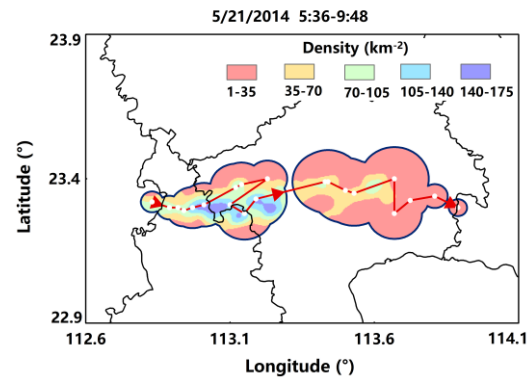 5/21/2014 5:36-9:48
Density (km-2)
1-35 35-70 70-105 105-140 140-175
23.9
23.4
22.9
Latitude (°)
112.6 113.1 113.6 114.1
Longitude (°)